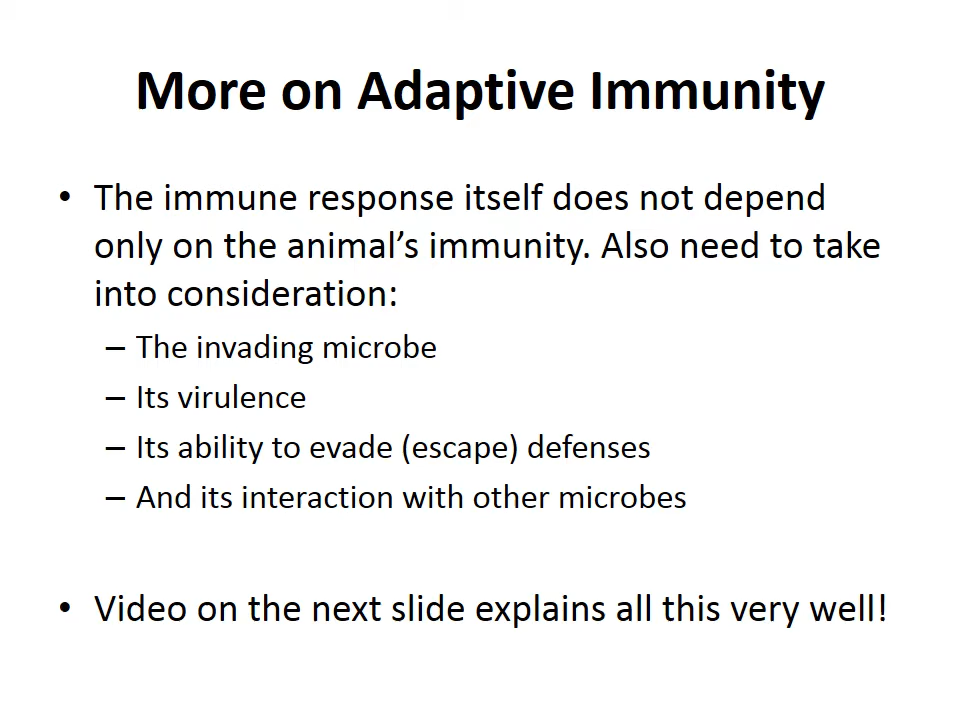 More on Adaptive Immunity
• The immune response itself does not depend
only on the animal’s immunity. Also need to take
into consideration:
– The invading microbe
– Its virulence
– Its ability to evade (escape) defenses
– And its interaction with other microbes
• Video on the next slide explains all this very well!